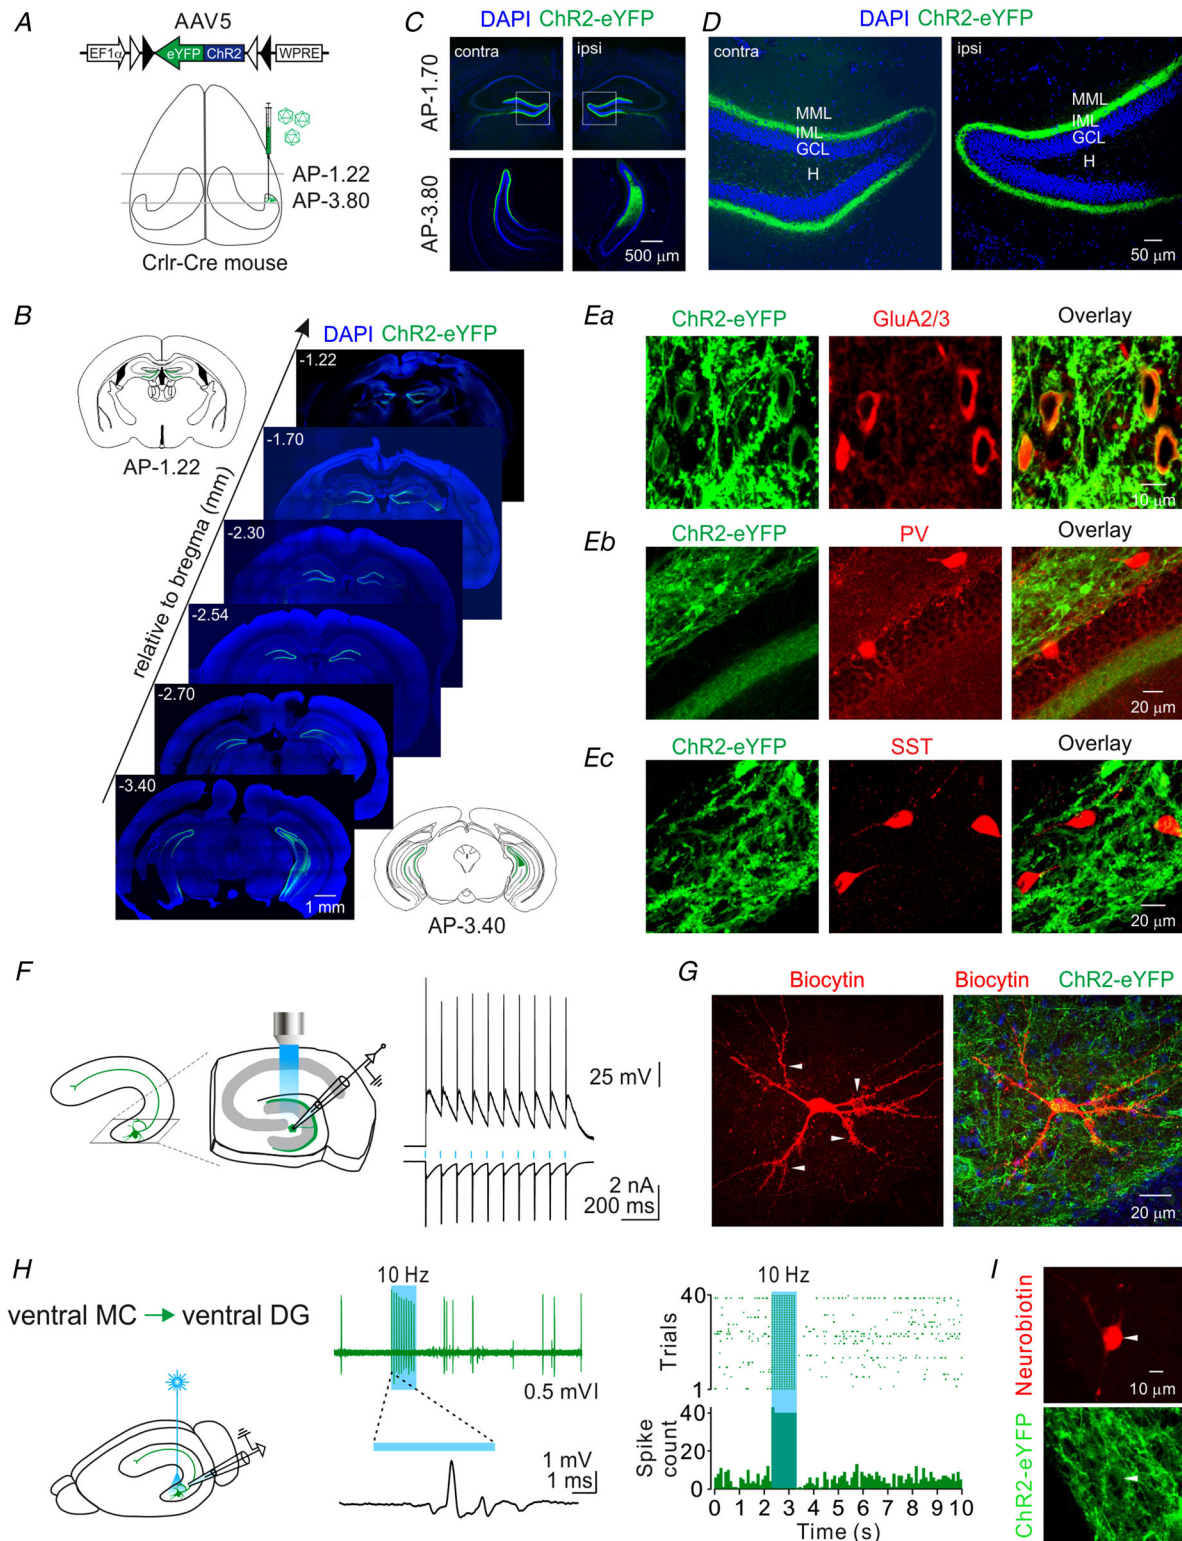 A
AAV5
EF1α
eYFP
ChR2
WPRE
AP-1.22
AP-3.80
Crlr-Cre mouse
C
DAPI ChR2-eYFP
contra
ipsi
AP-1.70
AP-3.80
500 µm
D
DAPI ChR2-eYFP
contra
MML
IML
GCL
H
ipsi
MML
IML
GCL
H
50 µm
B
DAPI ChR2-eYFP
AP-1.22
relative to bregma (mm)
-1.22
-1.70
-2.30
-2.54
-2.70
-3.40
1 mm
AP-3.40
Ea
ChR2-eYFP
GluA2/3
Overlay
10 µm
Eb
ChR2-eYFP
PV
Overlay
20 µm
Ec
ChR2-eYFP
SST
Overlay
20 µm
F
25 mV
2 nA
200 ms
G
Biocytin
Biocytin ChR2-eYFP
20 µm
H
ventral MC → ventral DG
10 Hz
0.5 mV
1 mV
1 ms
10 Hz
40
Trials
1
40
20
0
Spike
count
0 1 2 3 4 5 6 7 8 9 10
Time (s)
I
Neurobiotin
10 µm
ChR2-eYFP